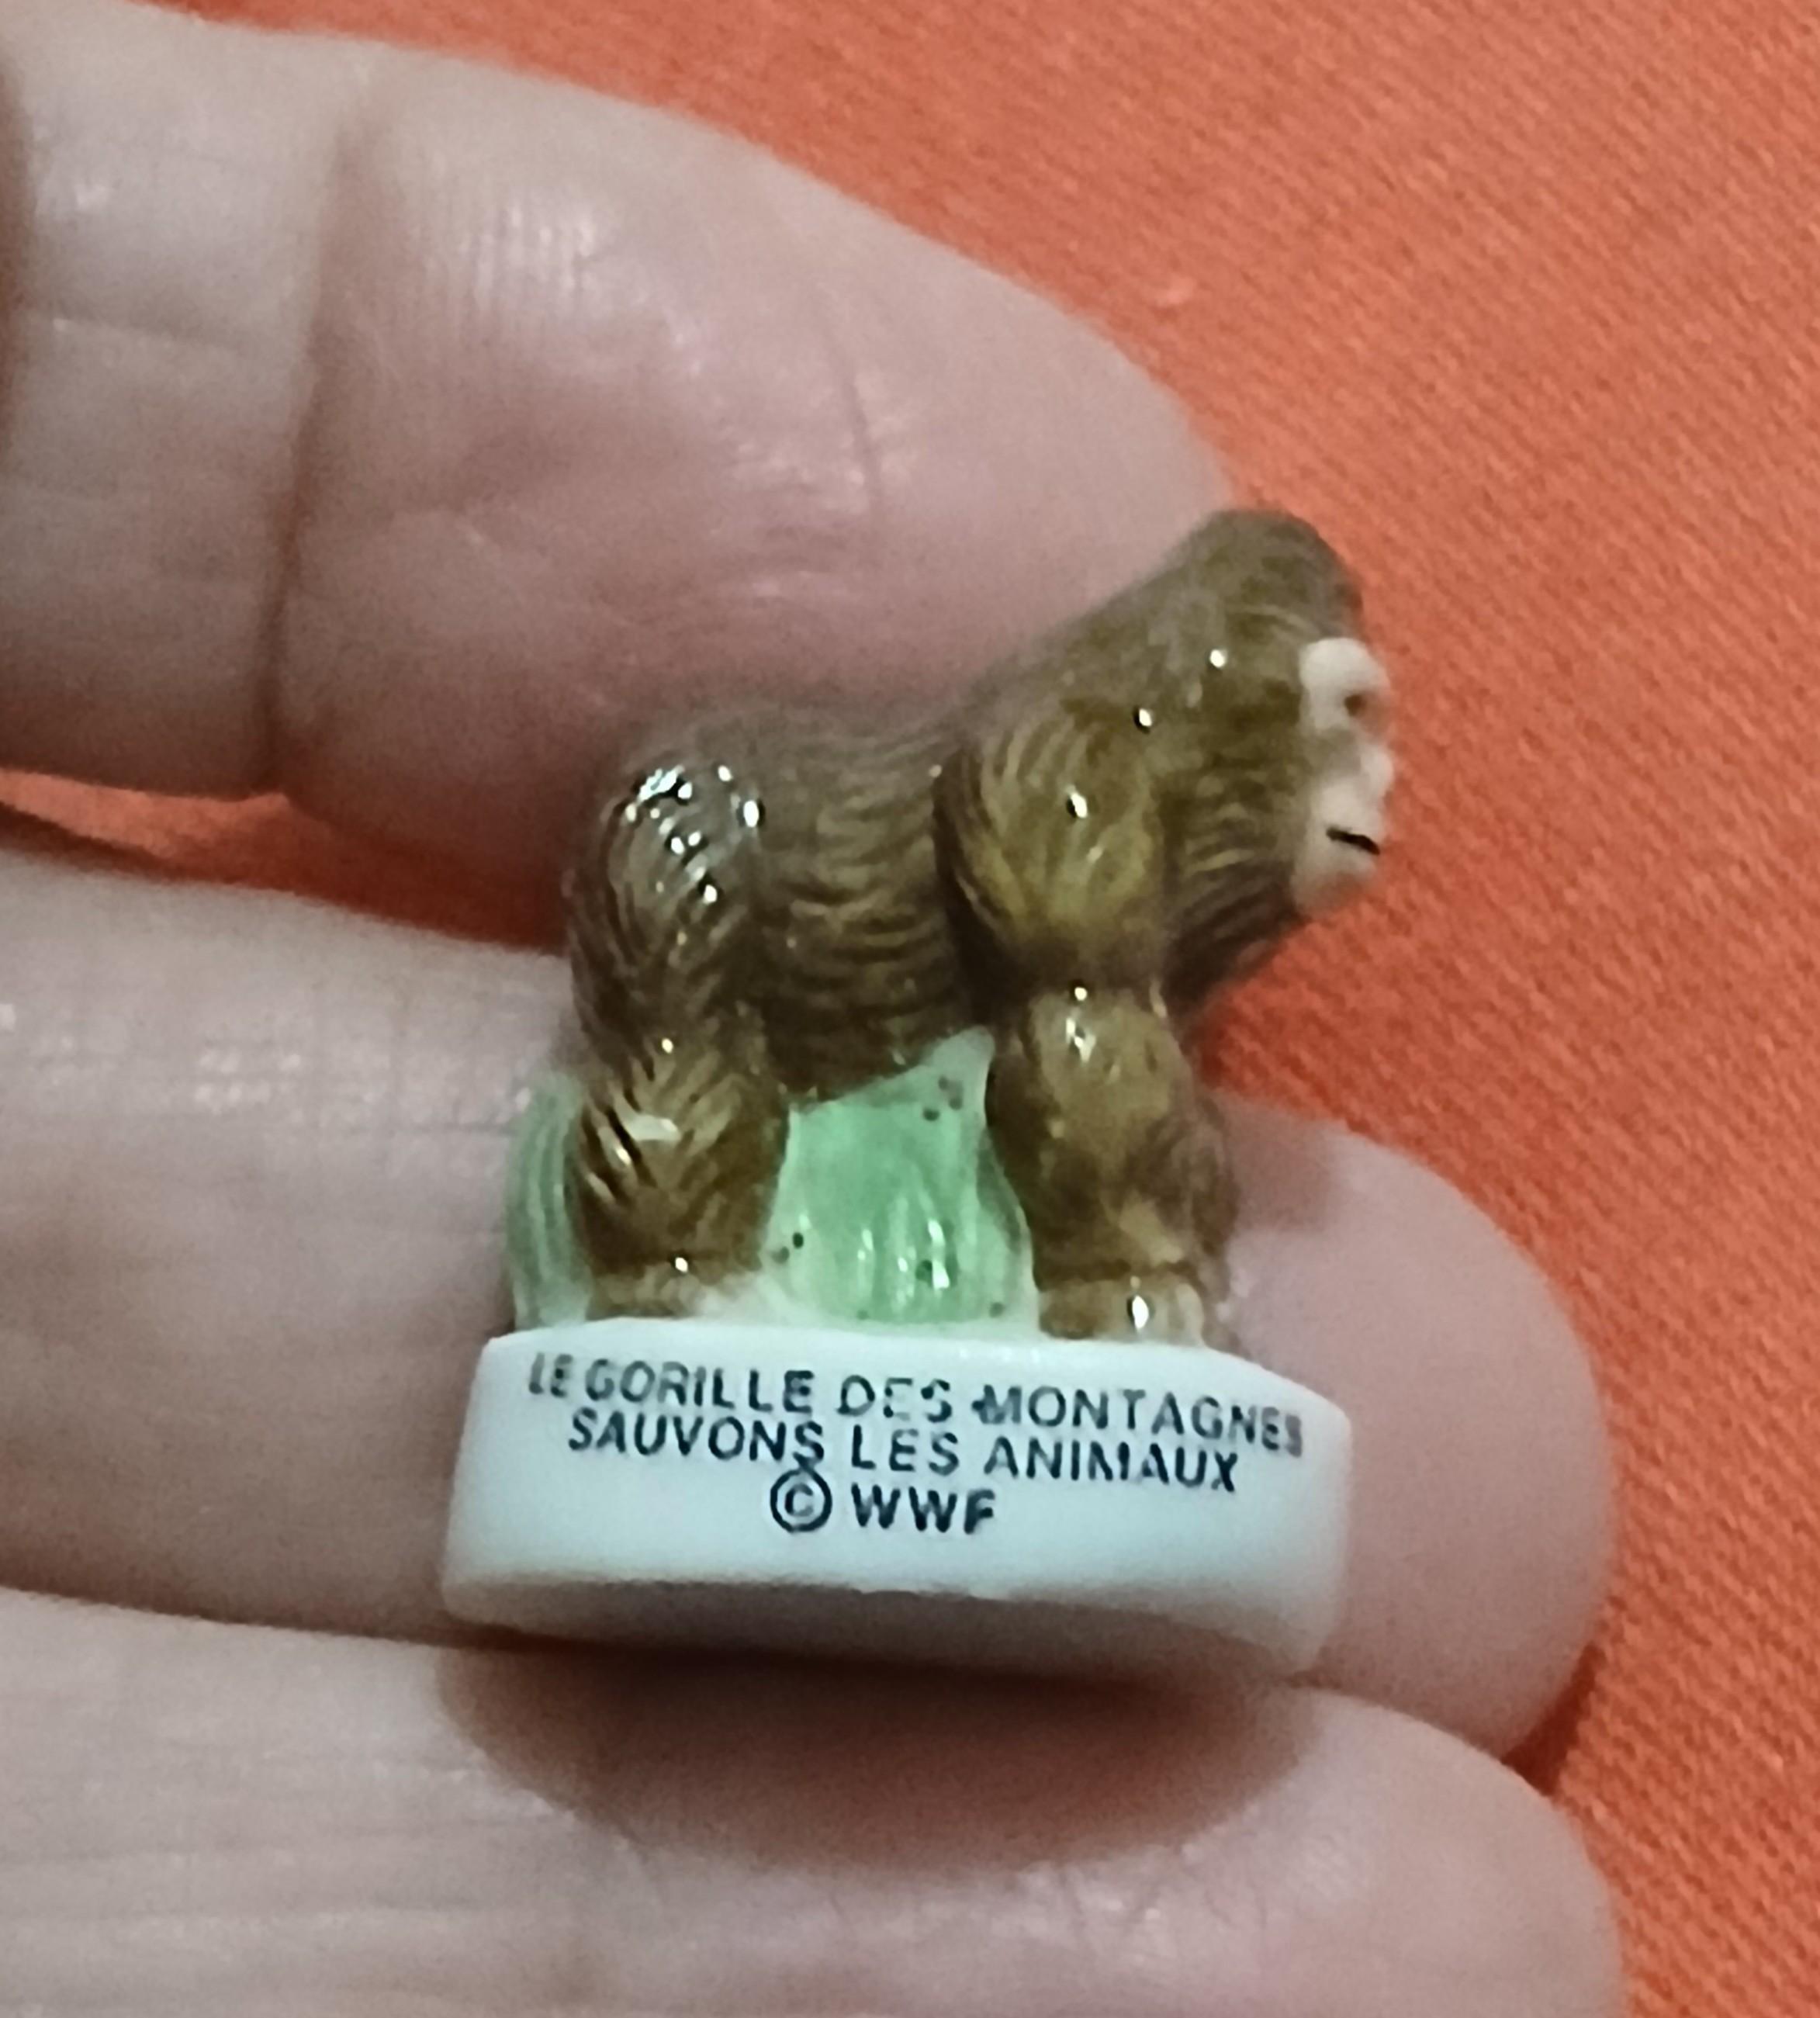 LE GORILLE DES MONTAGNES
SAUVONS LES ANIMAUX
© WWF